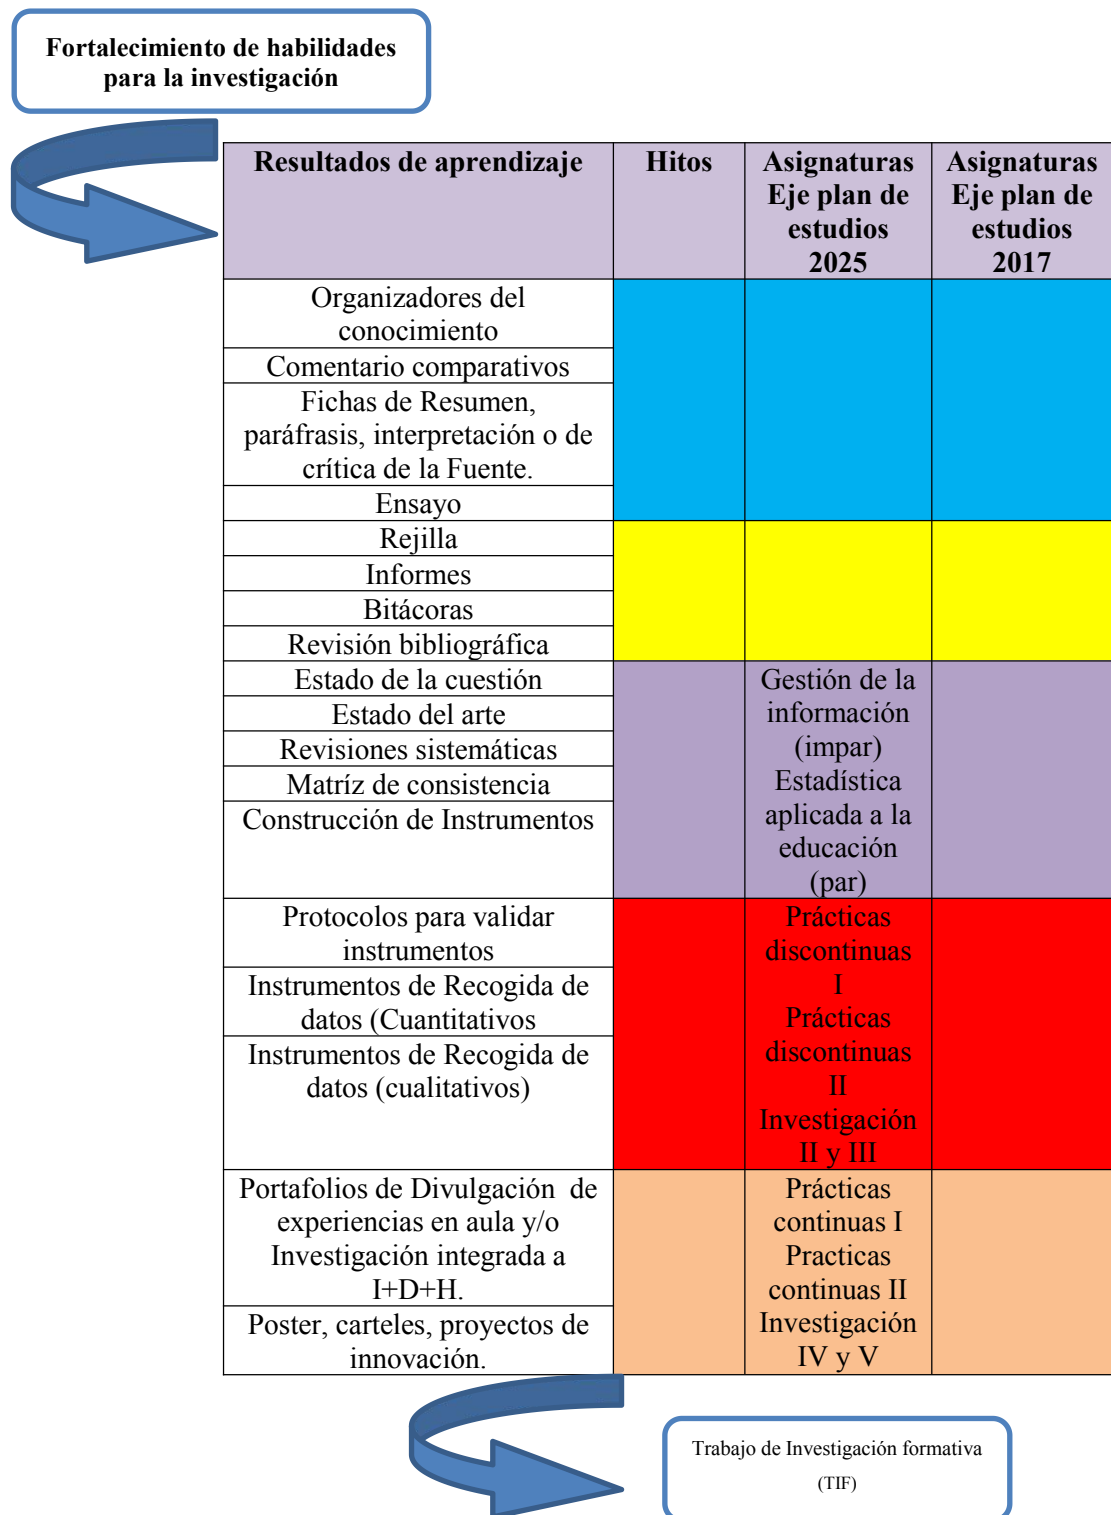 Fortalecimiento de habilidades
para la investigación
Resultados de aprendizaje
Hitos
Asignaturas
Eje plan de
estudios
2025
Asignaturas
Eje plan de
estudios
2017
Organizadores del
conocimiento
Comentario comparativos
Fichas de Resumen,
paráfrasis, interpretación o de
crítica de la Fuente.
Ensayo
Rejilla
Informes
Bitácoras
Revisión bibliográfica
Estado de la cuestión
Estado del arte
Revisiones sistemáticas
Matríz de consistencia
Construcción de Instrumentos
Gestión de la
información
(impar)
Estadística
aplicada a la
educación
(par)
Protocolos para validar
instrumentos
Instrumentos de Recogida de
datos (Cuantitativos
Instrumentos de Recogida de
datos (cualitativos)
Prácticas
discontinuas
I
Prácticas
discontinuas
II
Investigación
II y III
Portafolios de Divulgación  de
experiencias en aula y/o
Investigación integrada a
I+D+H.
Poster, carteles, proyectos de
innovación.
Prácticas
continuas I
Practicas
continuas II
Investigación
IV y V
Trabajo de Investigación formativa
(TIF)